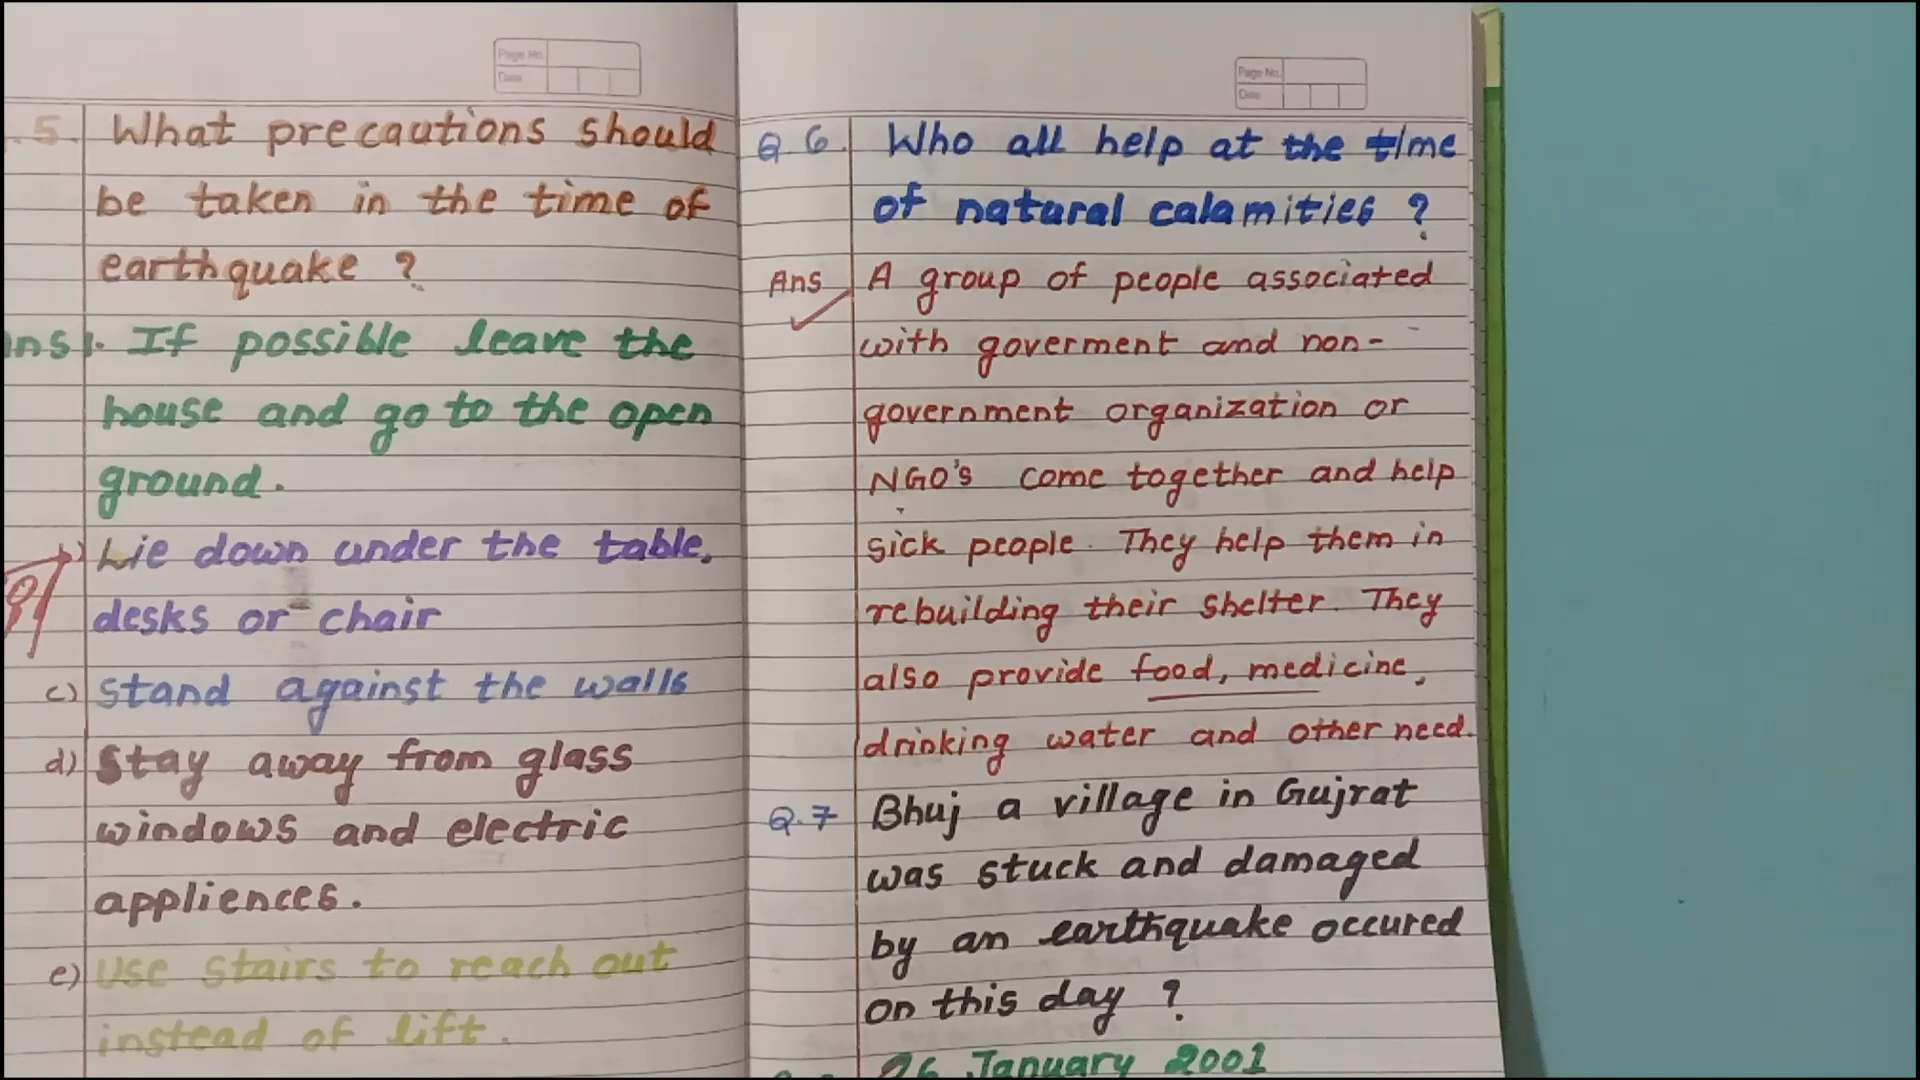 Page No.
Date
.5. What precautions should
be taken in the time of
earthquake ?
ns 1. If possible leave the
house and go to the open
ground.
b) Lie down under the table,
desks or chair
c) Stand against the walls
d) Stay away from glass
windows and electric
appliences.
e) Use stairs to reach out
instead of lift.
Page No.
Date
Q 6. Who all help at the time
of natural calamities ?
Ans A group of people associated
with goverment and non-
government organization or
NGO's come together and help
sick people. They help them in
rebuilding their shelter. They
also provide food, medicine,
drinking water and other need.
Q.7 Bhuj a village in Gujrat
was stuck and damaged
by an earthquake occured
on this day ?
26 January 2001